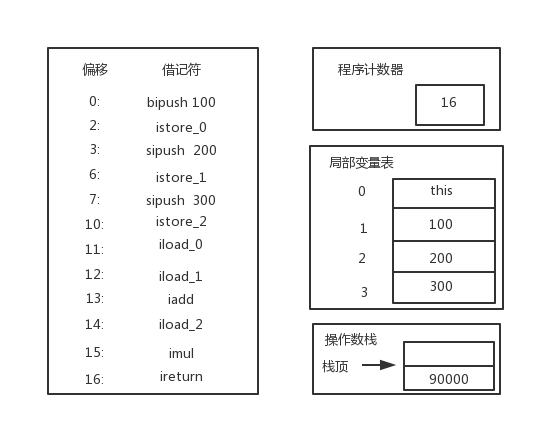 偏移 借记符
0: bipush 100
2: istore_0
3: sipush 200
6: istore_1
7: sipush 300
10: istore_2
11: iload_0
12: iload_1
13: iadd
14: iload_2
15: imul
16: ireturn
程序计数器
16
局部变量表
0 this
1 100
2 200
3 300
操作数栈
栈顶
90000